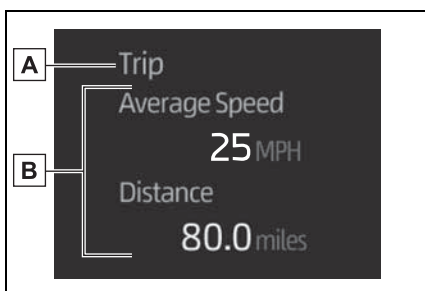 A
Trip
Average Speed
25 MPH
B
Distance
80.0 miles